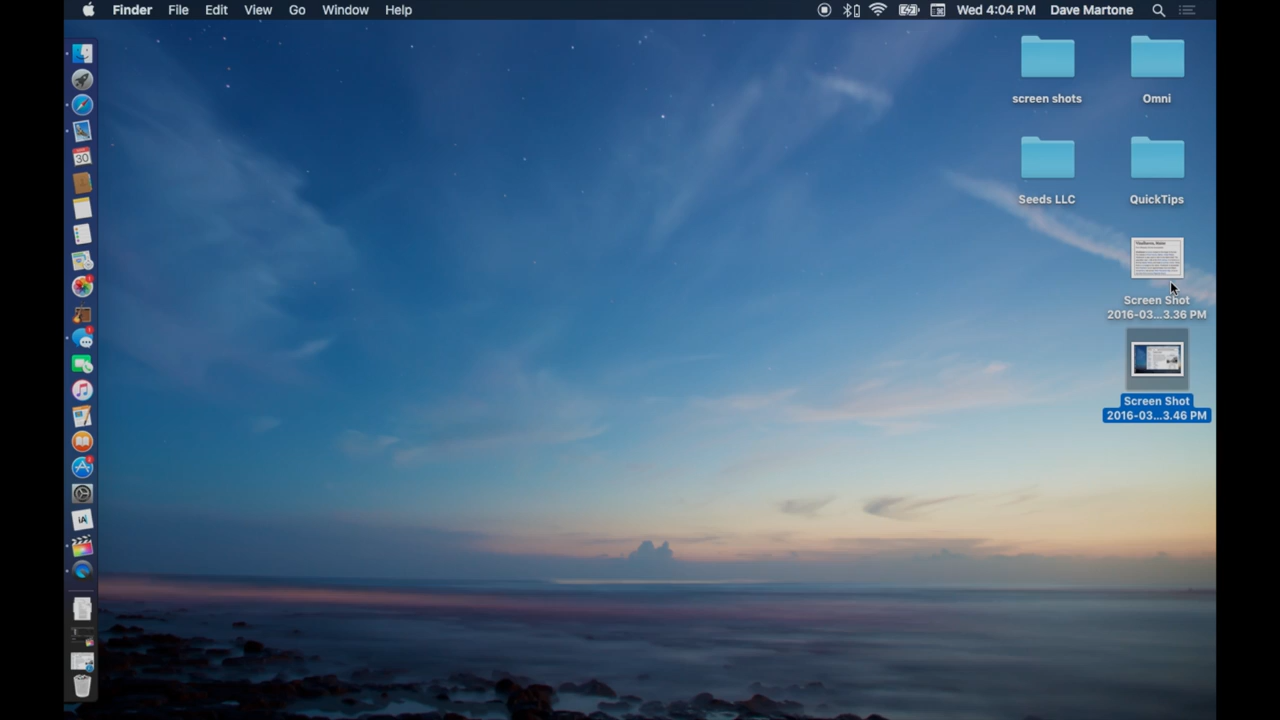 Finder File Edit View Go Window Help Wed 4:04 PM Dave Martone
screen shots Omni
Seeds LLC QuickTips
30
Screen Shot
2016-03...3.36 PM
Screen Shot
2016-03...3.46 PM